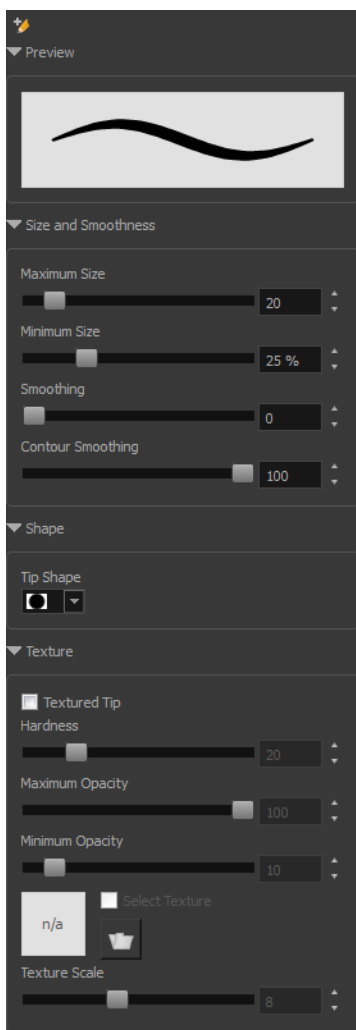 Preview
Size and Smoothness
Maximum Size
20
Minimum Size
25 %
Smoothing
0
Contour Smoothing
100
Shape
Tip Shape
Texture
Textured Tip
Hardness
20
Maximum Opacity
100
Minimum Opacity
10
n/a
Select Texture
Texture Scale
8